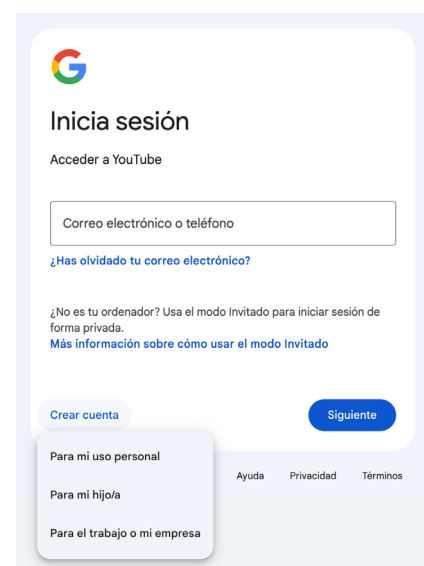 Inicia sesión
Acceder a YouTube
Correo electrónico o teléfono
¿Has olvidado tu correo electrónico?
¿No es tu ordenador? Usa el modo Invitado para iniciar sesión de
forma privada.
Más información sobre cómo usar el modo Invitado
Crear cuenta
Siguiente
Para mi uso personal
Para mi hijo/a
Para el trabajo o mi empresa
Ayuda
Privacidad
Términos